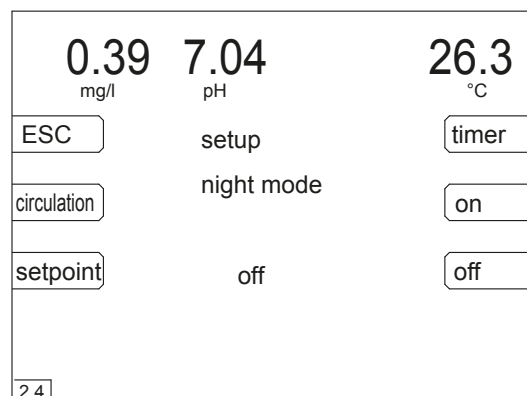 0.39 7.04 26.3
mg/l pH °C
ESC setup timer
night mode
circulation on
setpoint off off
2.4